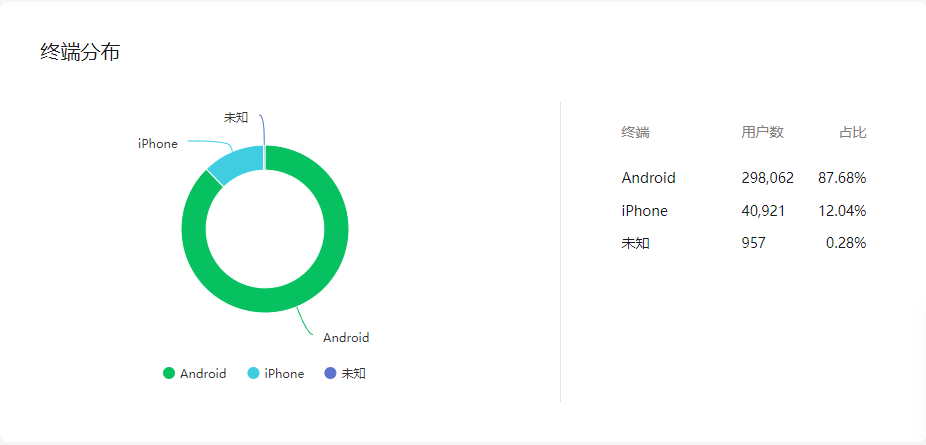 终端分布
未知
iPhone
Android
Android iPhone 未知
终端 用户数 占比
Android 298,062 87.68%
iPhone 40,921 12.04%
未知 957 0.28%